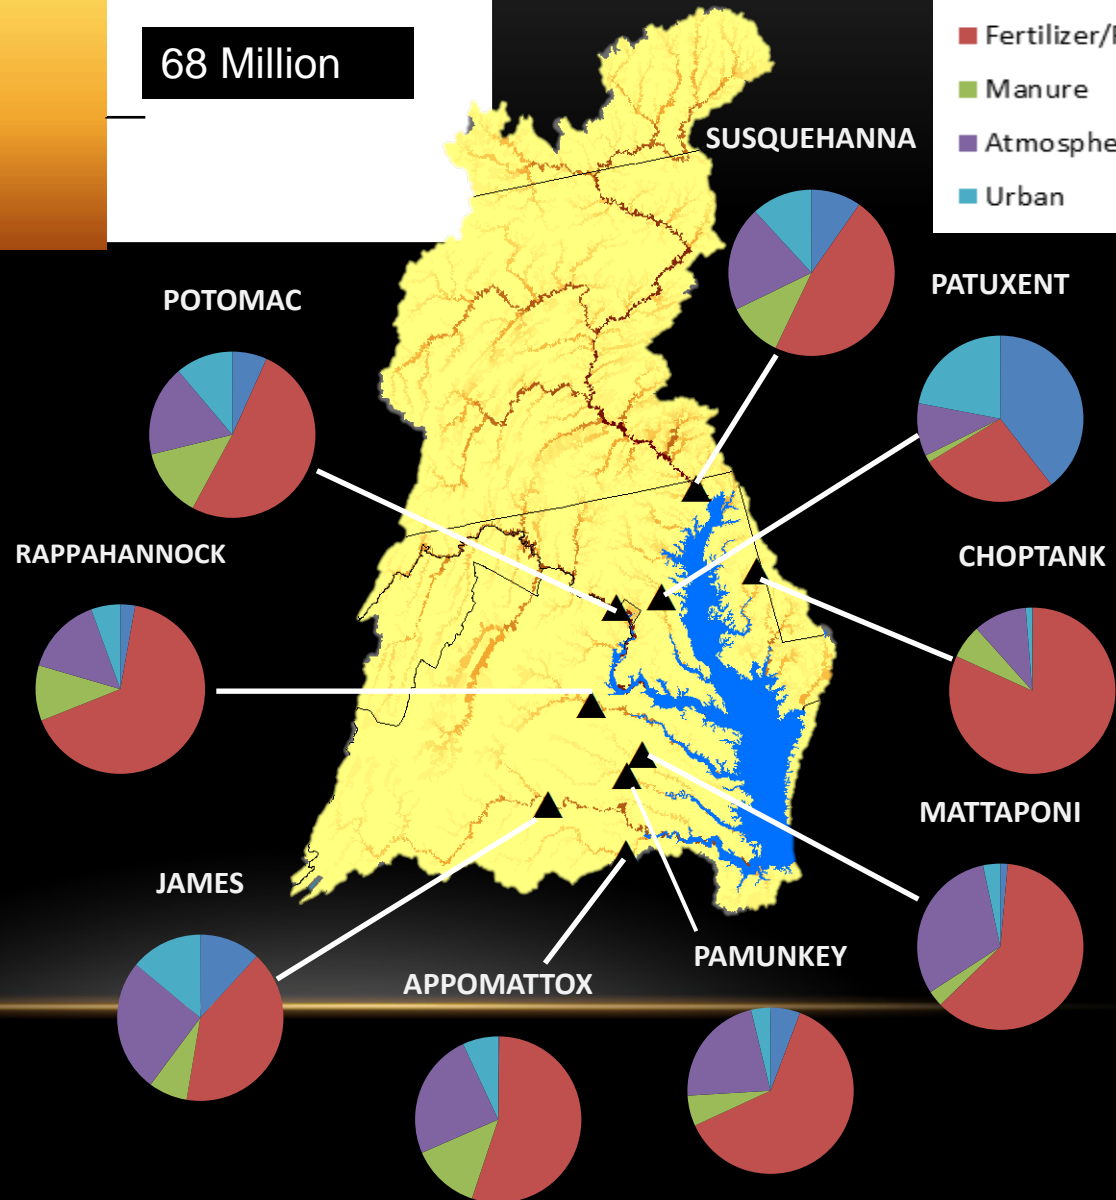 68 Million
Fertilizer/
Manure
Atmosphe
Urban
SUSQUEHANNA
POTOMAC
PATUXENT
RAPPAHANNOCK
CHOPTANK
MATTAPONI
JAMES
PAMUNKEY
APPOMATTOX